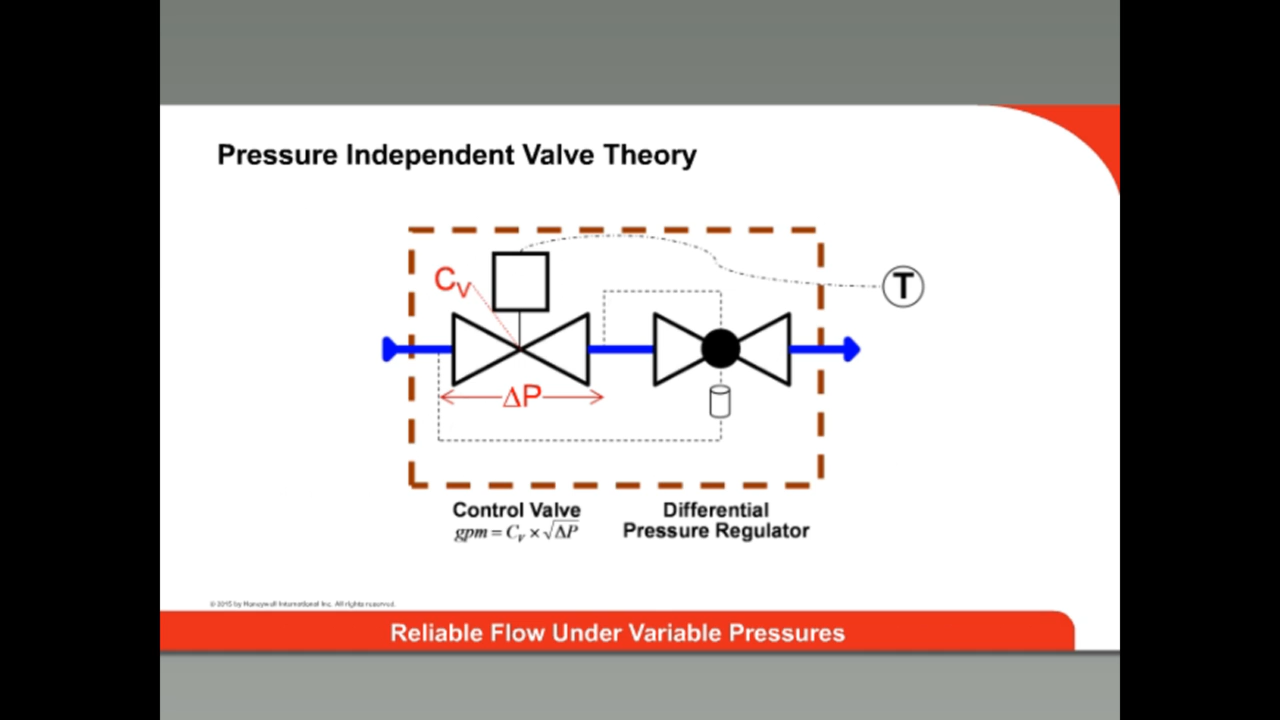 Pressure Independent Valve Theory
C_V
T
ΔP
Control Valve
gpm = C_v × √ΔP
Differential
Pressure Regulator
© 2015 by Honeywell International Inc. All rights reserved.
Reliable Flow Under Variable Pressures